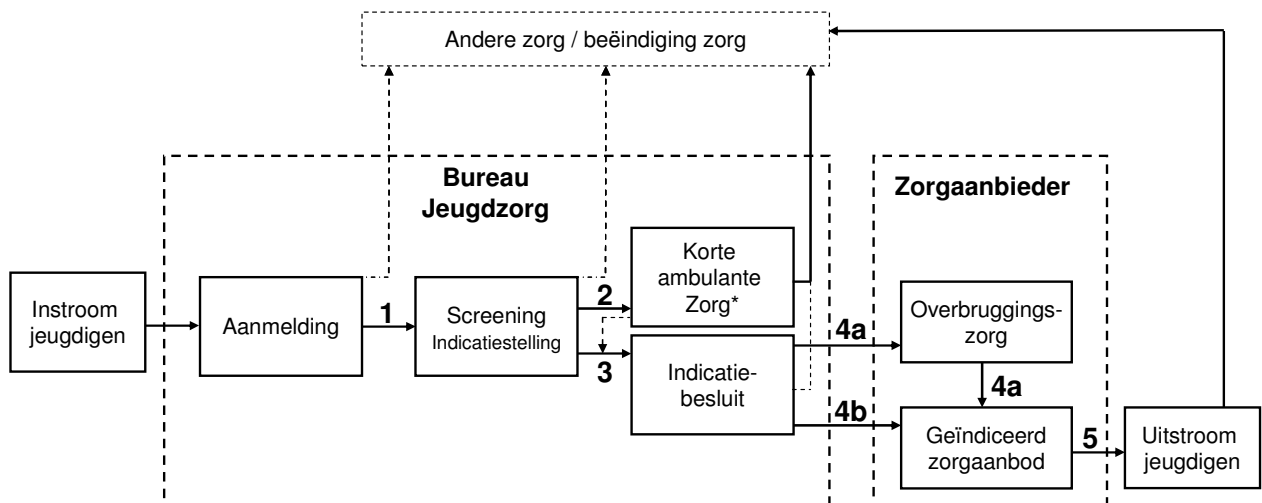 Andere zorg / beëindiging zorg
Bureau
Jeugdzorg
Zorgaanbieder
Instroom
jeugdigen
Aanmelding
1
Screening
Indicatiestelling
2
3
Korte
ambulante
Zorg*
Indicatie-
besluit
4a
4b
Overbruggings-
zorg
4a
Geïndiceerd
zorgaanbod
5
Uitstroom
jeugdigen